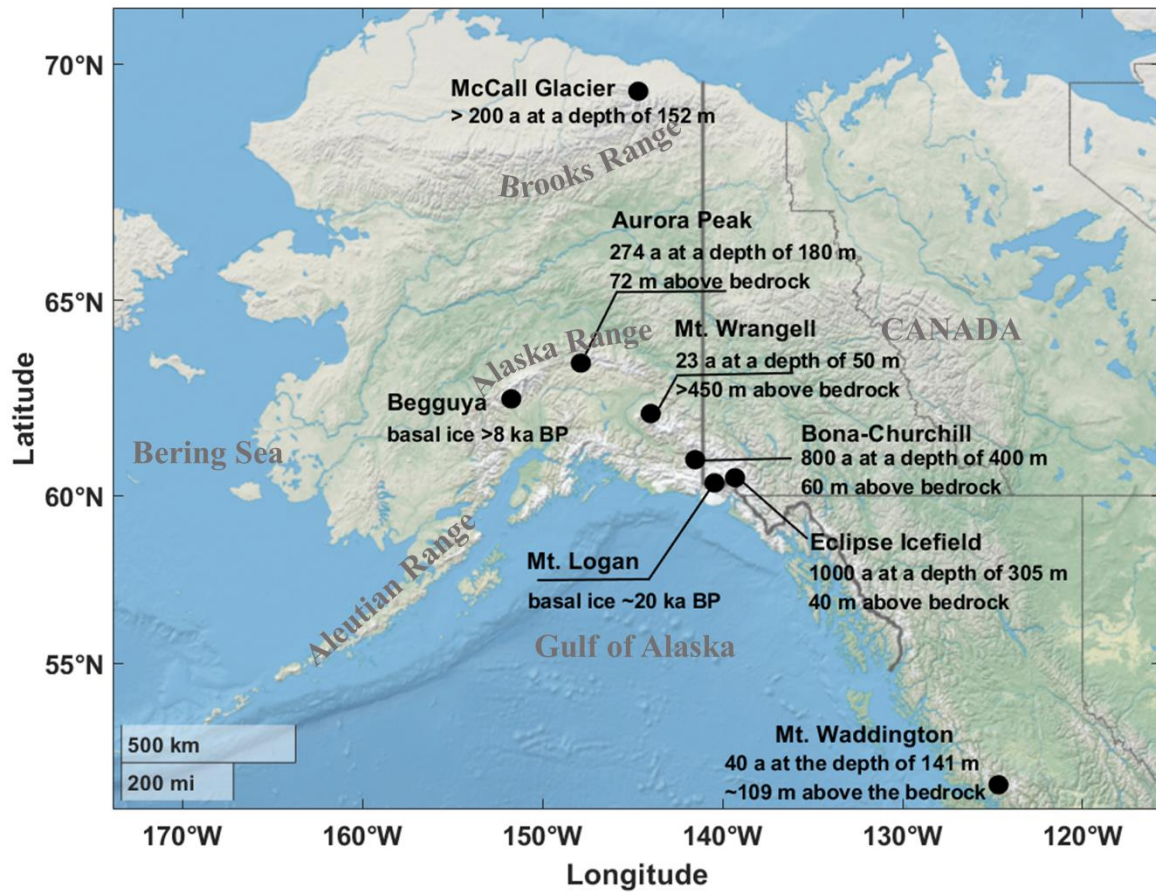 70°N
McCall Glacier
> 200 a at a depth of 152 m
Brooks Range
Aurora Peak
274 a at a depth of 180 m
72 m above bedrock
65°N
Mt. Wrangell
CANADA
Alaska Range
23 a at a depth of 50 m
>450 m above bedrock
Begguya
basal ice >8 ka BP
Bering Sea
Bona-Churchill
800 a at a depth of 400 m
60 m above bedrock
60°N
Latitude
Eclipse Icefield
1000 a at a depth of 305 m
40 m above bedrock
Mt. Logan
basal ice ~20 ka BP
Aleutian Range
Gulf of Alaska
55°N
Mt. Waddington
40 a at the depth of 141 m
~109 m above the bedrock
500 km
200 mi
170°W 160°W 150°W 140°W 130°W 120°W
Longitude